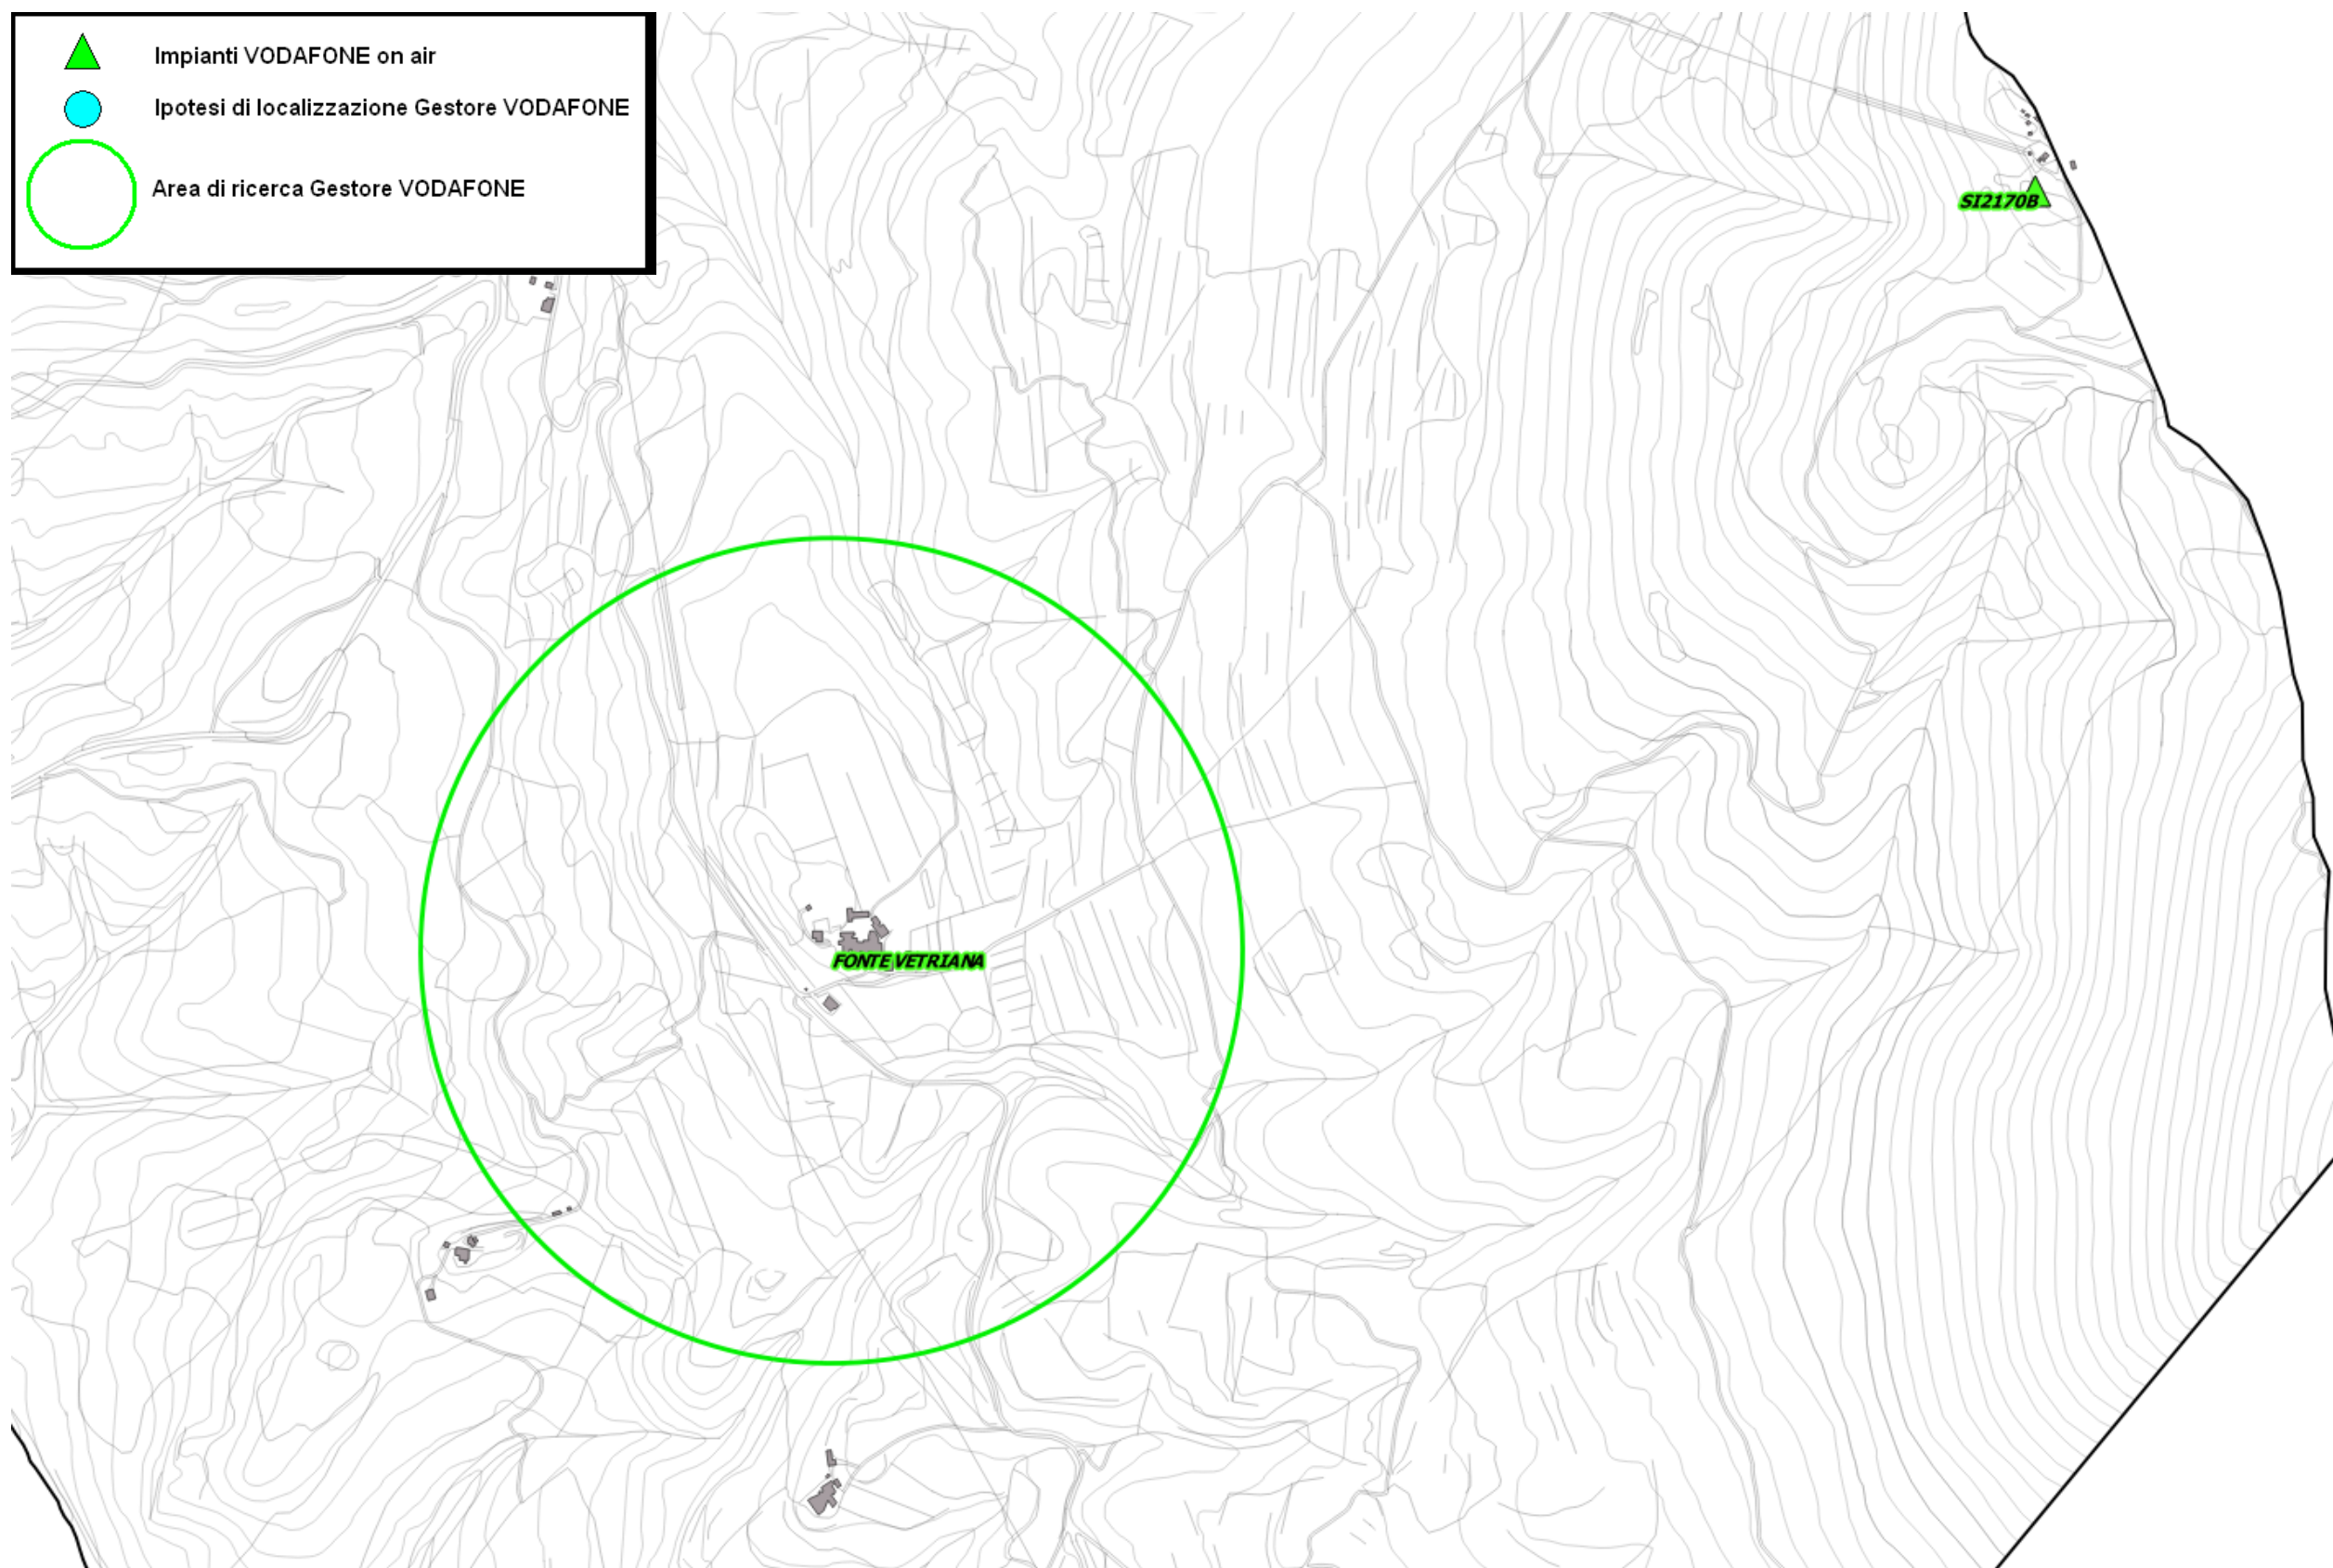 Impianti VODAFONE on air
Ipotesi di localizzazione Gestore VODAFONE
Area di ricerca Gestore VODAFONE
SI2170B
FONTE VETRIANA